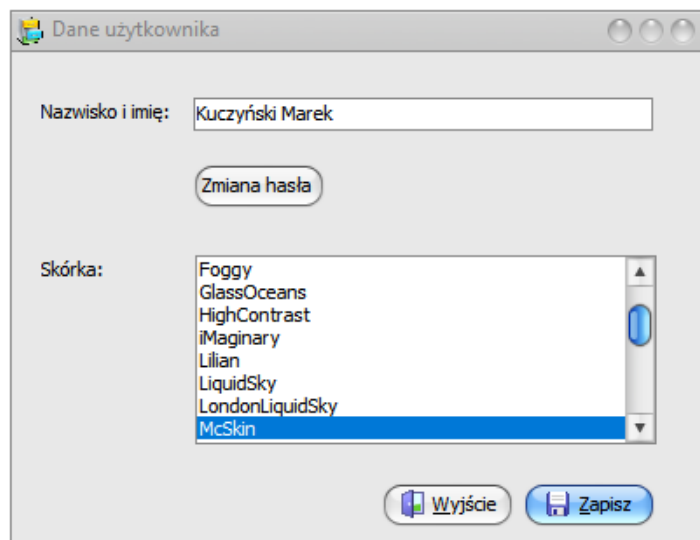 Dane użytkownika
Nazwisko i imię: Kuczyński Marek
Zmiana hasła
Skórka:
Foggy
GlassOceans
HighContrast
iMaginary
Lilian
LiquidSky
LondonLiquidSky
McSkin
Wyjście Zapisz